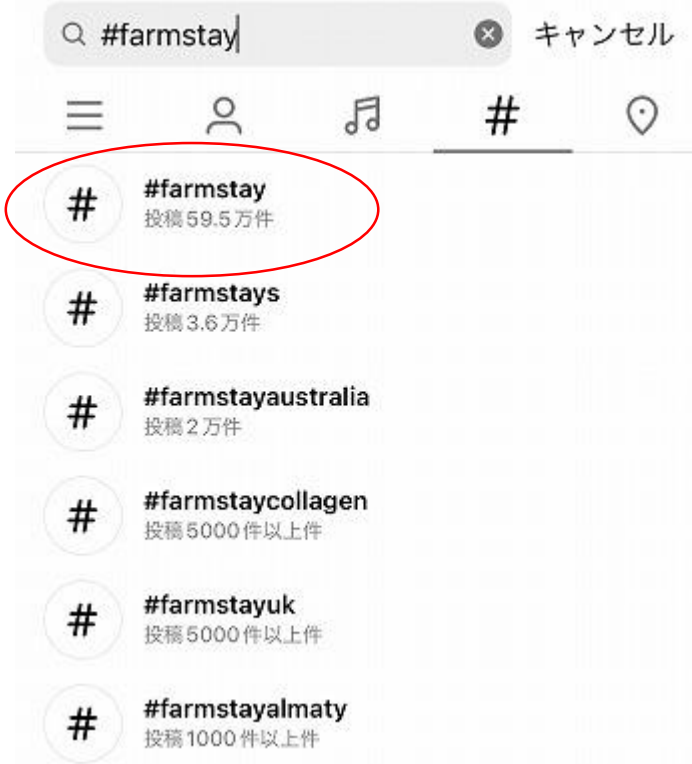 #farmstay
キャンセル
#
# #farmstay
投稿59.5万件
# #farmstays
投稿3.6万件
# #farmstayaustralia
投稿2万件
# #farmstaycollagen
投稿5000件以上件
# #farmstayuk
投稿5000件以上件
# #farmstayalmaty
投稿1000件以上件